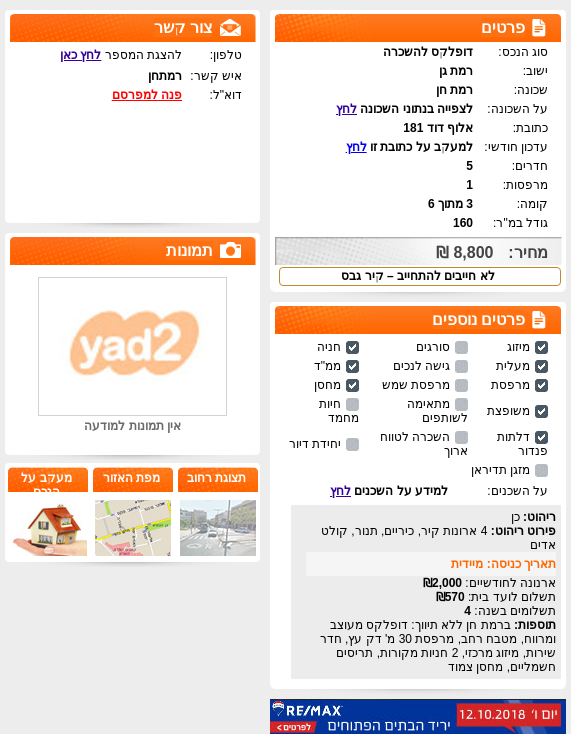 פרטים
סוג הנכס: דופלקס להשכרה
ישוב: רמת גן
שכונה: רמת חן
על השכונה: לצפייה בנתוני השכונה לחץ
כתובת: אלוף דוד 181
עדכון חודשי: למעקב על כתובת זו לחץ
חדרים: 5
מרפסות: 1
קומה: 3 מתוך 6
גודל במ"ר: 160
מחיר: 8,800 ₪
לא חייבים להתחייב – קיר גבס
פרטים נוספים
מיזוג סורגים חניה
מעלית גישה לנכים ממ"ד
מרפסת מרפסת שמש מחסן
משופצת מתאימה לשותפים חיות מחמד
דלתות פנדור השכרה לטווח ארוך יחידת דיור
מזגן תדיראן
על השכנים: למידע על השכנים לחץ
ריהוט: כן
פירוט ריהוט: 4 ארונות קיר, כיריים, תנור, קולט
אדים
תאריך כניסה: מיידית
ארנונה לחודשיים: 2,000₪
תשלום לועד בית: 570₪
תשלומים בשנה: 4
תוספות: ברמת חן ללא תיווך: דופלקס מעוצב
ומרווח, מטבח רחב, מרפסת 30 מ' דק עץ, חדר
שירות, מיזוג מרכזי, 2 חניות מקורות, תריסים
חשמליים, מחסן צמוד
RE/MAX
יום ו' 12.10.2018
יריד הבתים הפתוחים
לפרטים >
צור קשר
טלפון: להצגת המספר לחץ כאן
איש קשר: רמתחן
דוא"ל: פנה למפרסם
תמונות
yad2
אין תמונות למודעה
תצוגת רחוב
מפת האזור
מעקב על
הנכס